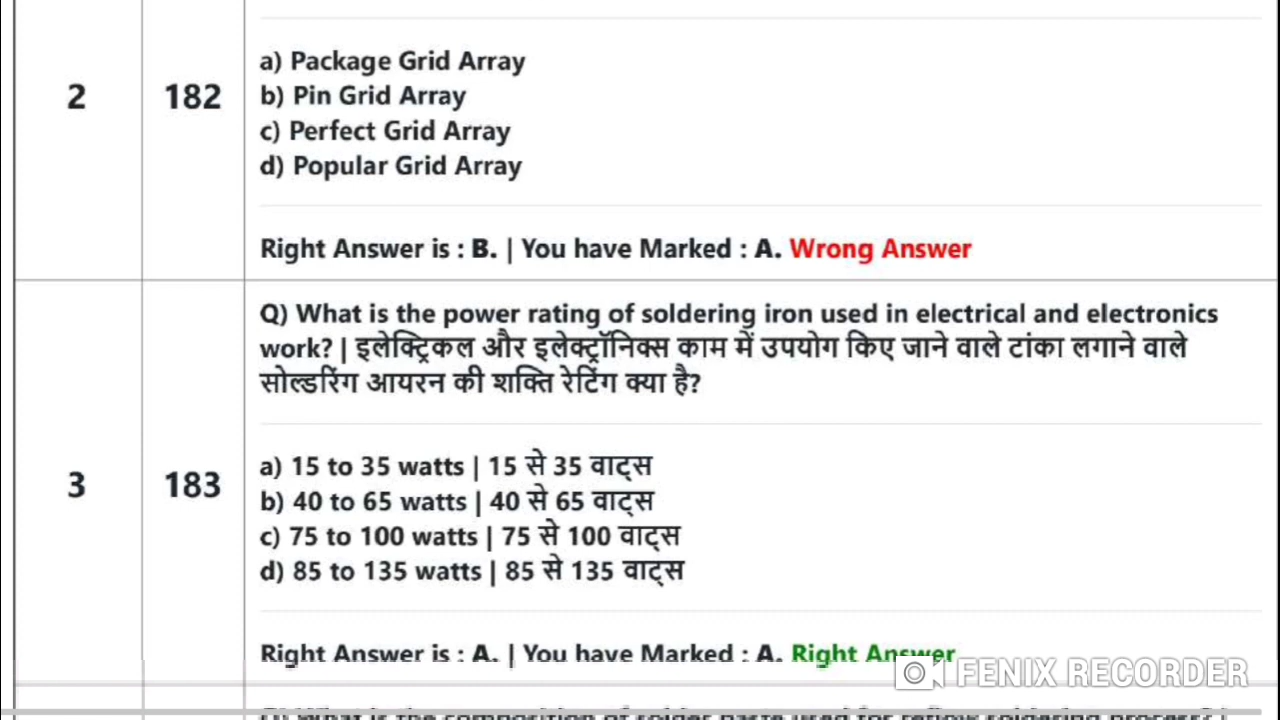 2
182
a) Package Grid Array
b) Pin Grid Array
c) Perfect Grid Array
d) Popular Grid Array
Right Answer is : B. | You have Marked : A. Wrong Answer
3
183
Q) What is the power rating of soldering iron used in electrical and electronics
work? | इलेक्ट्रिकल और इलेक्ट्रॉनिक्स काम में उपयोग किए जाने वाले टांका लगाने वाले
सोल्डरिंग आयरन की शक्ति रेटिंग क्या है?
a) 15 to 35 watts | 15 से 35 वाट्स
b) 40 to 65 watts | 40 से 65 वाट्स
c) 75 to 100 watts | 75 से 100 वाट्स
d) 85 to 135 watts | 85 से 135 वाट्स
Right Answer is : A. | You have Marked : A. Right Answer
FENIX RECORDER